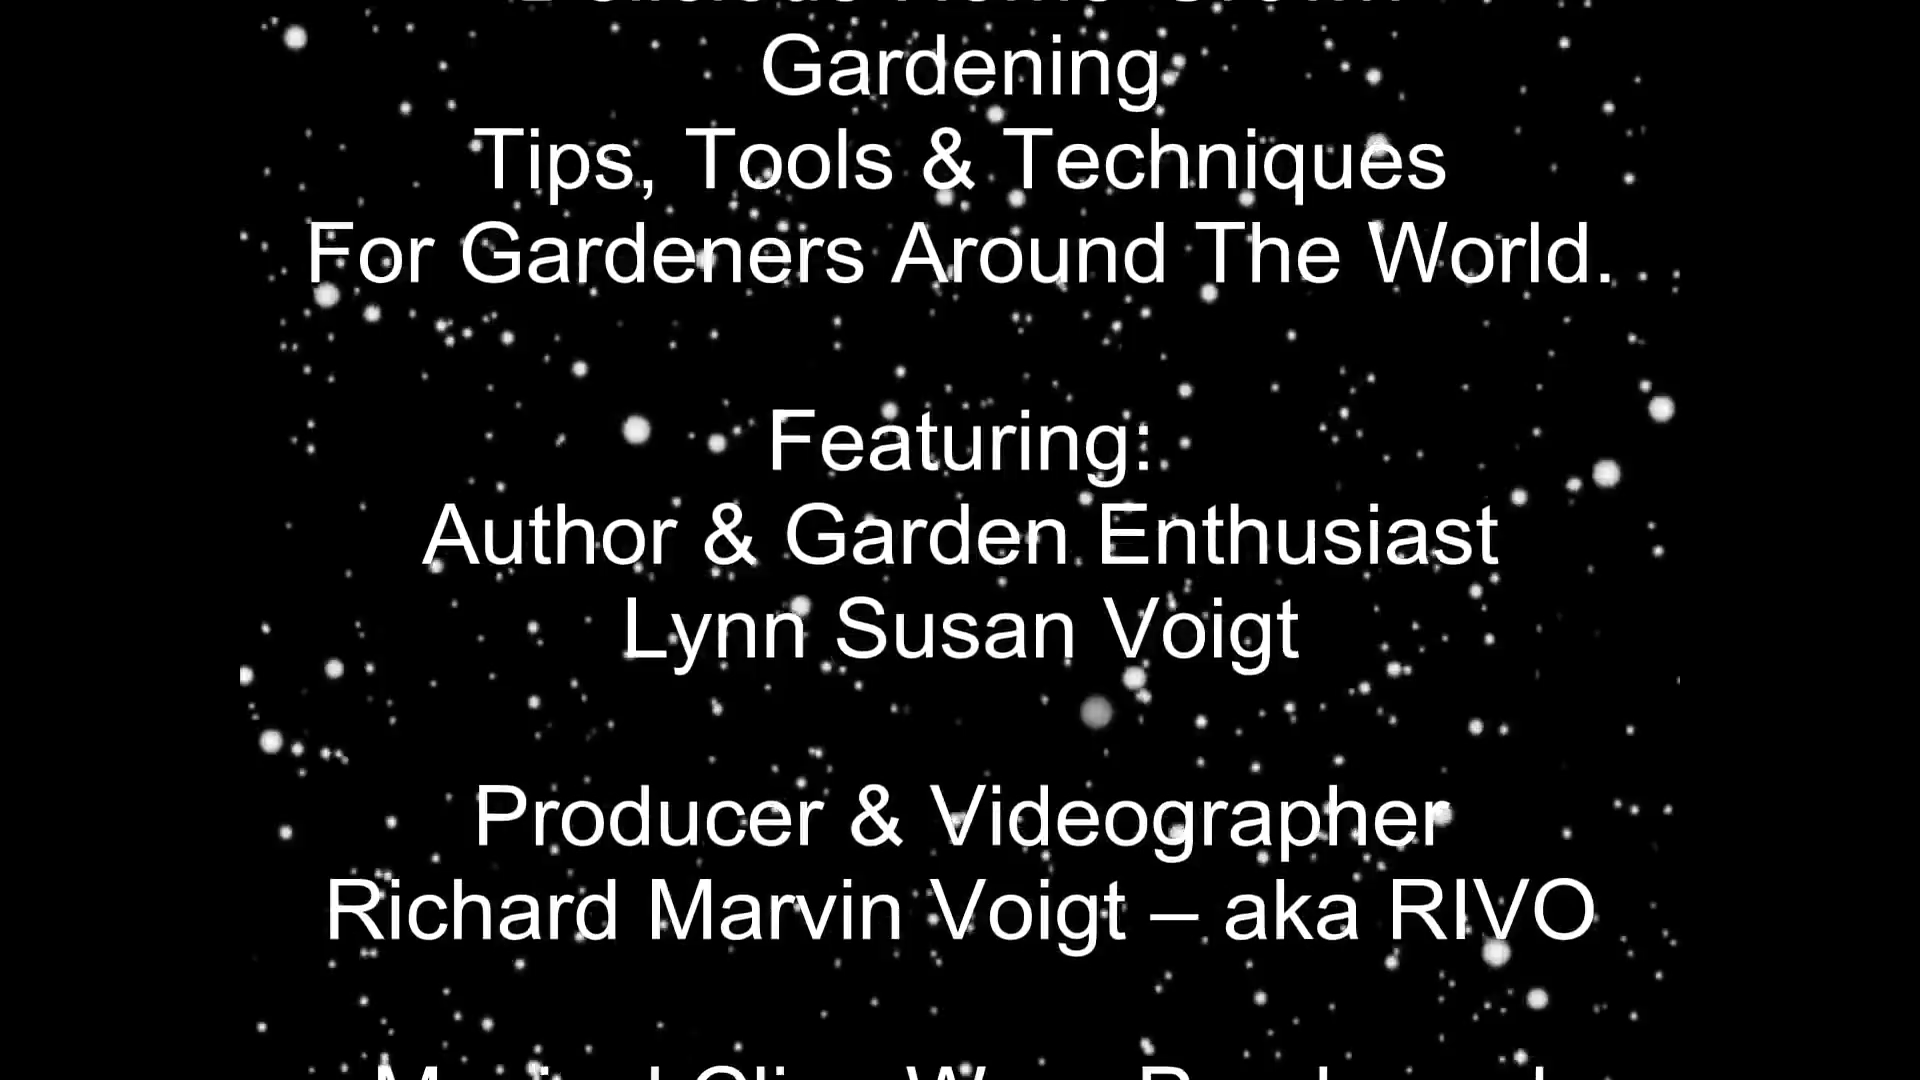 Gardening
Tips, Tools & Techniques
For Gardeners Around The World.
Featuring:
Author & Garden Enthusiast
Lynn Susan Voigt
Producer & Videographer
Richard Marvin Voigt – aka RIVO